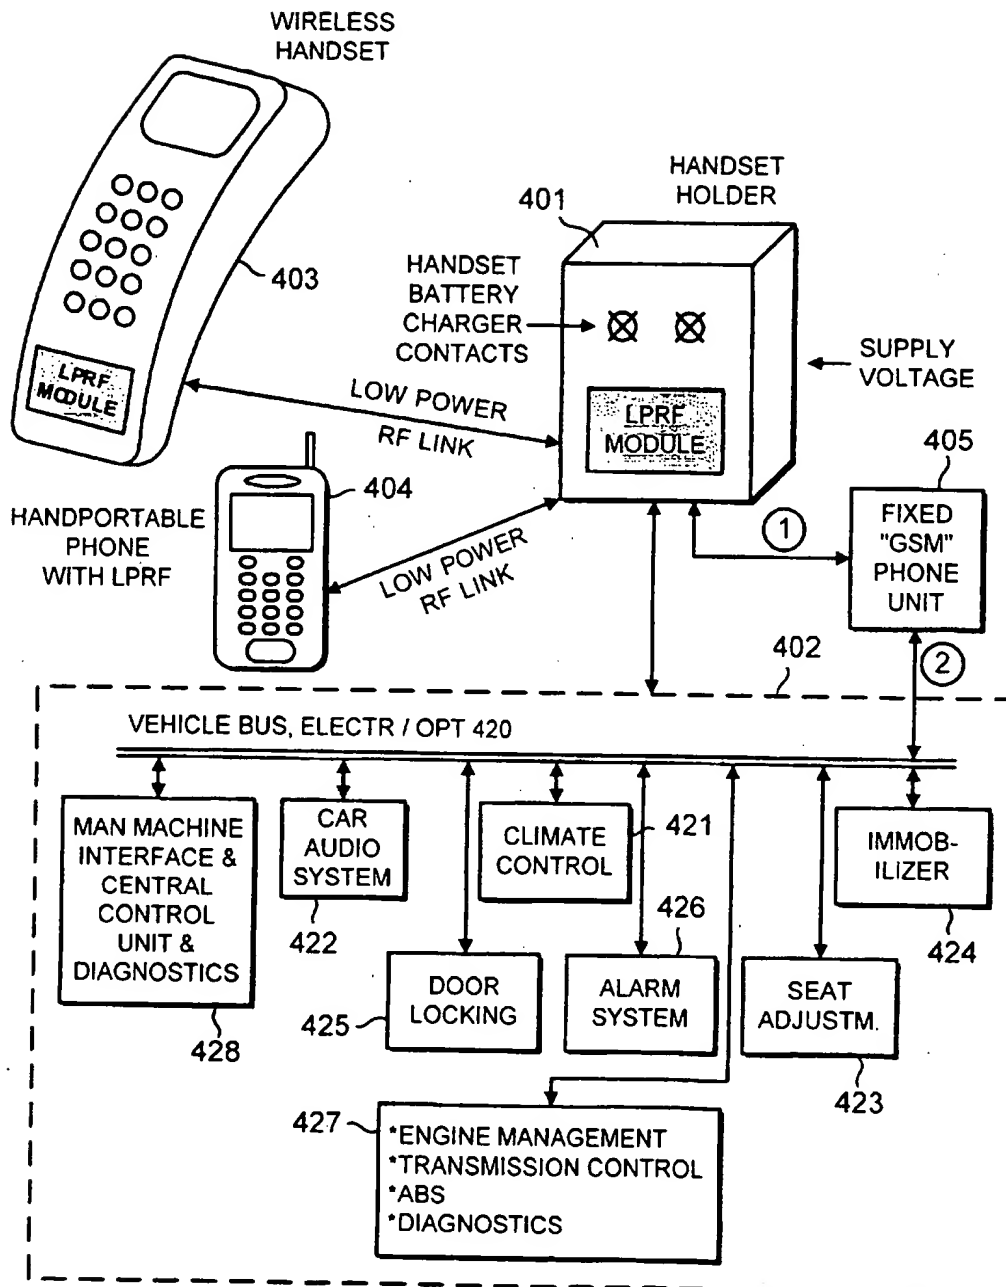 WIRELESS
HANDSET
HANDSET
HOLDER
401
403
HANDSET
BATTERY
CHARGER
CONTACTS
SUPPLY
VOLTAGE
LPRF
MODULE
LOW POWER
RF LINK
LPRF
MODULE
405
404
HANDPORTABLE
PHONE
WITH LPRF
LOW POWER
RF LINK
1
FIXED
"GSM"
PHONE
UNIT
402
2
VEHICLE BUS, ELECTR / OPT 420
MAN MACHINE
INTERFACE &
CENTRAL
CONTROL
UNIT &
DIAGNOSTICS
428
CAR
AUDIO
SYSTEM
422
CLIMATE
CONTROL
421
IMMOB-
ILIZER
424
DOOR
LOCKING
425
ALARM
SYSTEM
426
SEAT
ADJUSTM.
423
427
*ENGINE MANAGEMENT
*TRANSMISSION CONTROL
*ABS
*DIAGNOSTICS